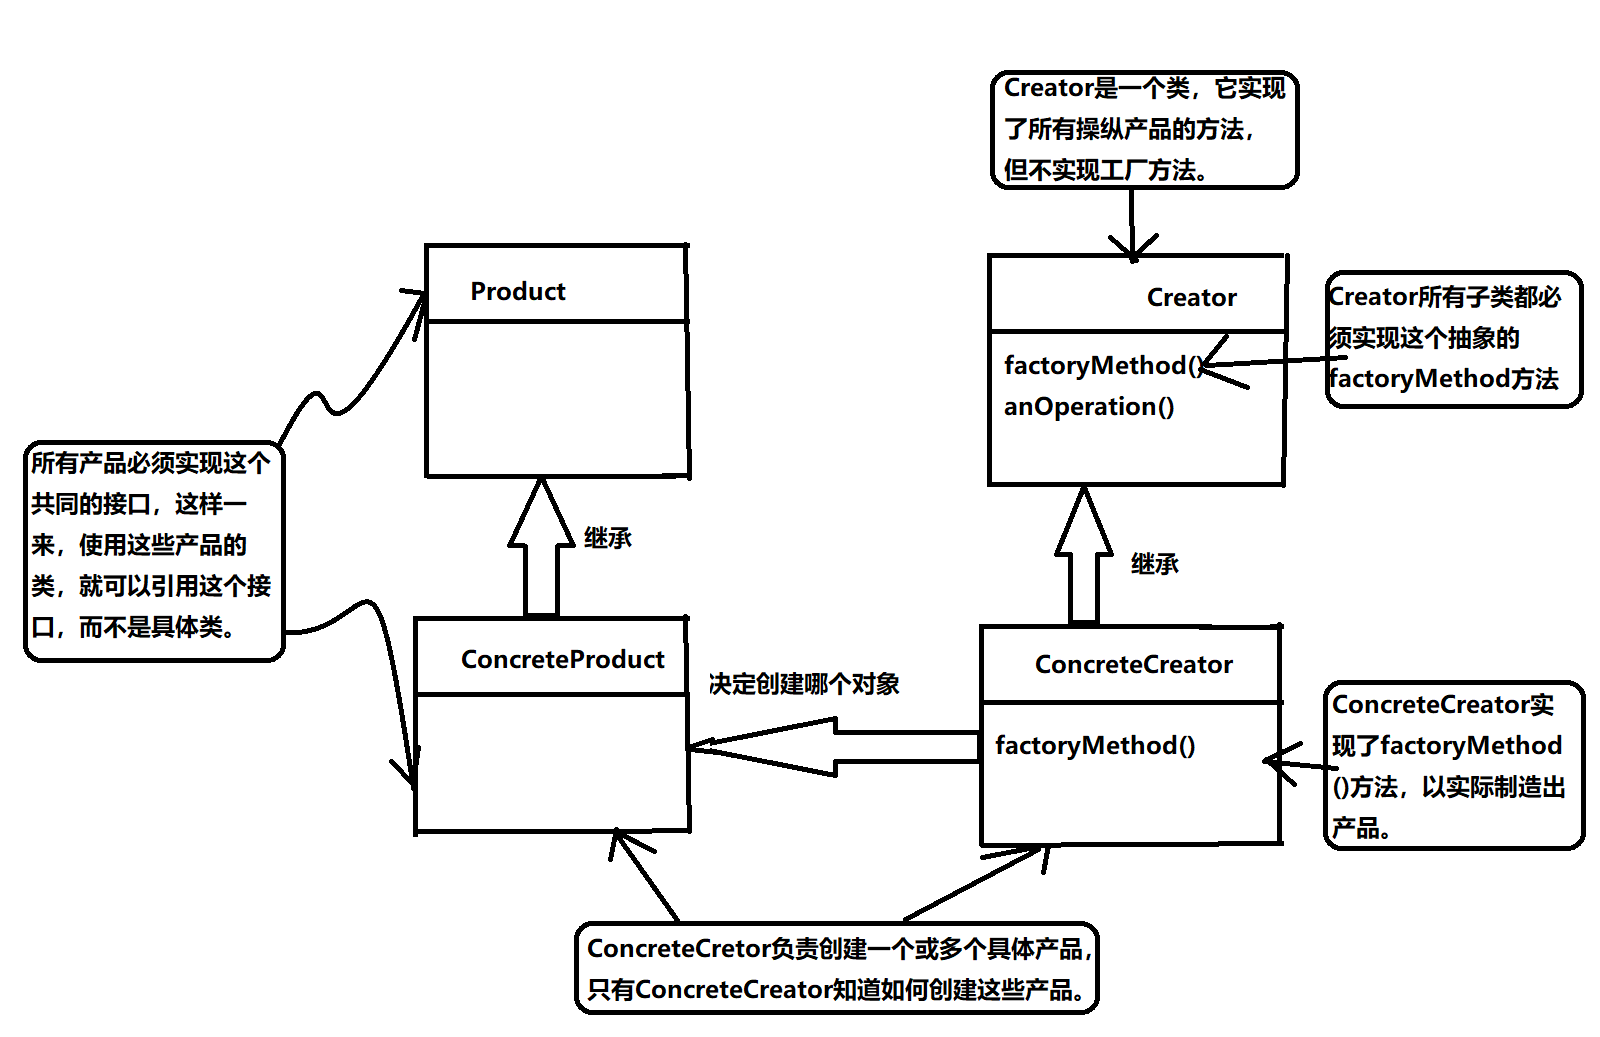 Creator是一个类，它实现
了所有操纵产品的方法，
但不实现工厂方法。
Product
Creator
factoryMethod()
anOperation()
Creator所有子类都必
须实现这个抽象的
factoryMethod方法
所有产品必须实现这个
共同的接口，这样一
来，使用这些产品的
类，就可以引用这个接
口，而不是具体类。
继承
继承
ConcreteProduct
决定创建哪个对象
ConcreteCreator
factoryMethod()
ConcreteCreator实
现了factoryMethod
()方法，以实际制造出
产品。
ConcreteCretor负责创建一个或多个具体产品，
只有ConcreteCreator知道如何创建这些产品。